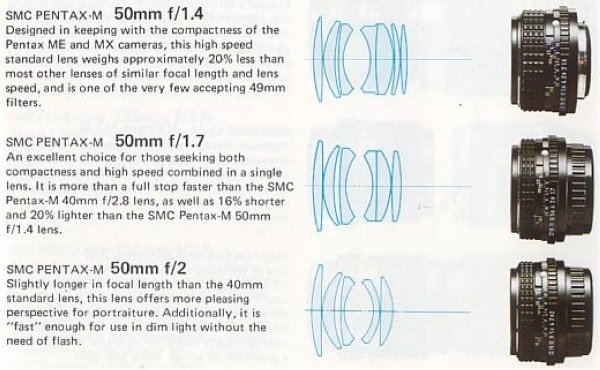 SMC PENTAX-M 50mm f/1.4
Designed in keeping with the compactness of the
Pentax ME and MX cameras, this high speed
standard lens weighs approximately 20% less than
most other lenses of similar focal length and lens
speed, and is one of the very few accepting 49mm
filters.
SMC PENTAX-M 50mm f/1.7
An excellent choice for those seeking both
compactness and high speed combined in a single
lens. It is more than a full stop faster than the SMC
Pentax-M 40mm f/2.8 lens, as well as 16% shorter
and 20% lighter than the SMC Pentax-M 50mm
f/1.4 lens.
SMC PENTAX-M 50mm f/2
Slightly longer in focal length than the 40mm
standard lens, this lens offers more pleasing
perspective for portraiture. Additionally, it is
"fast" enough for use in dim light without the
need of flash.